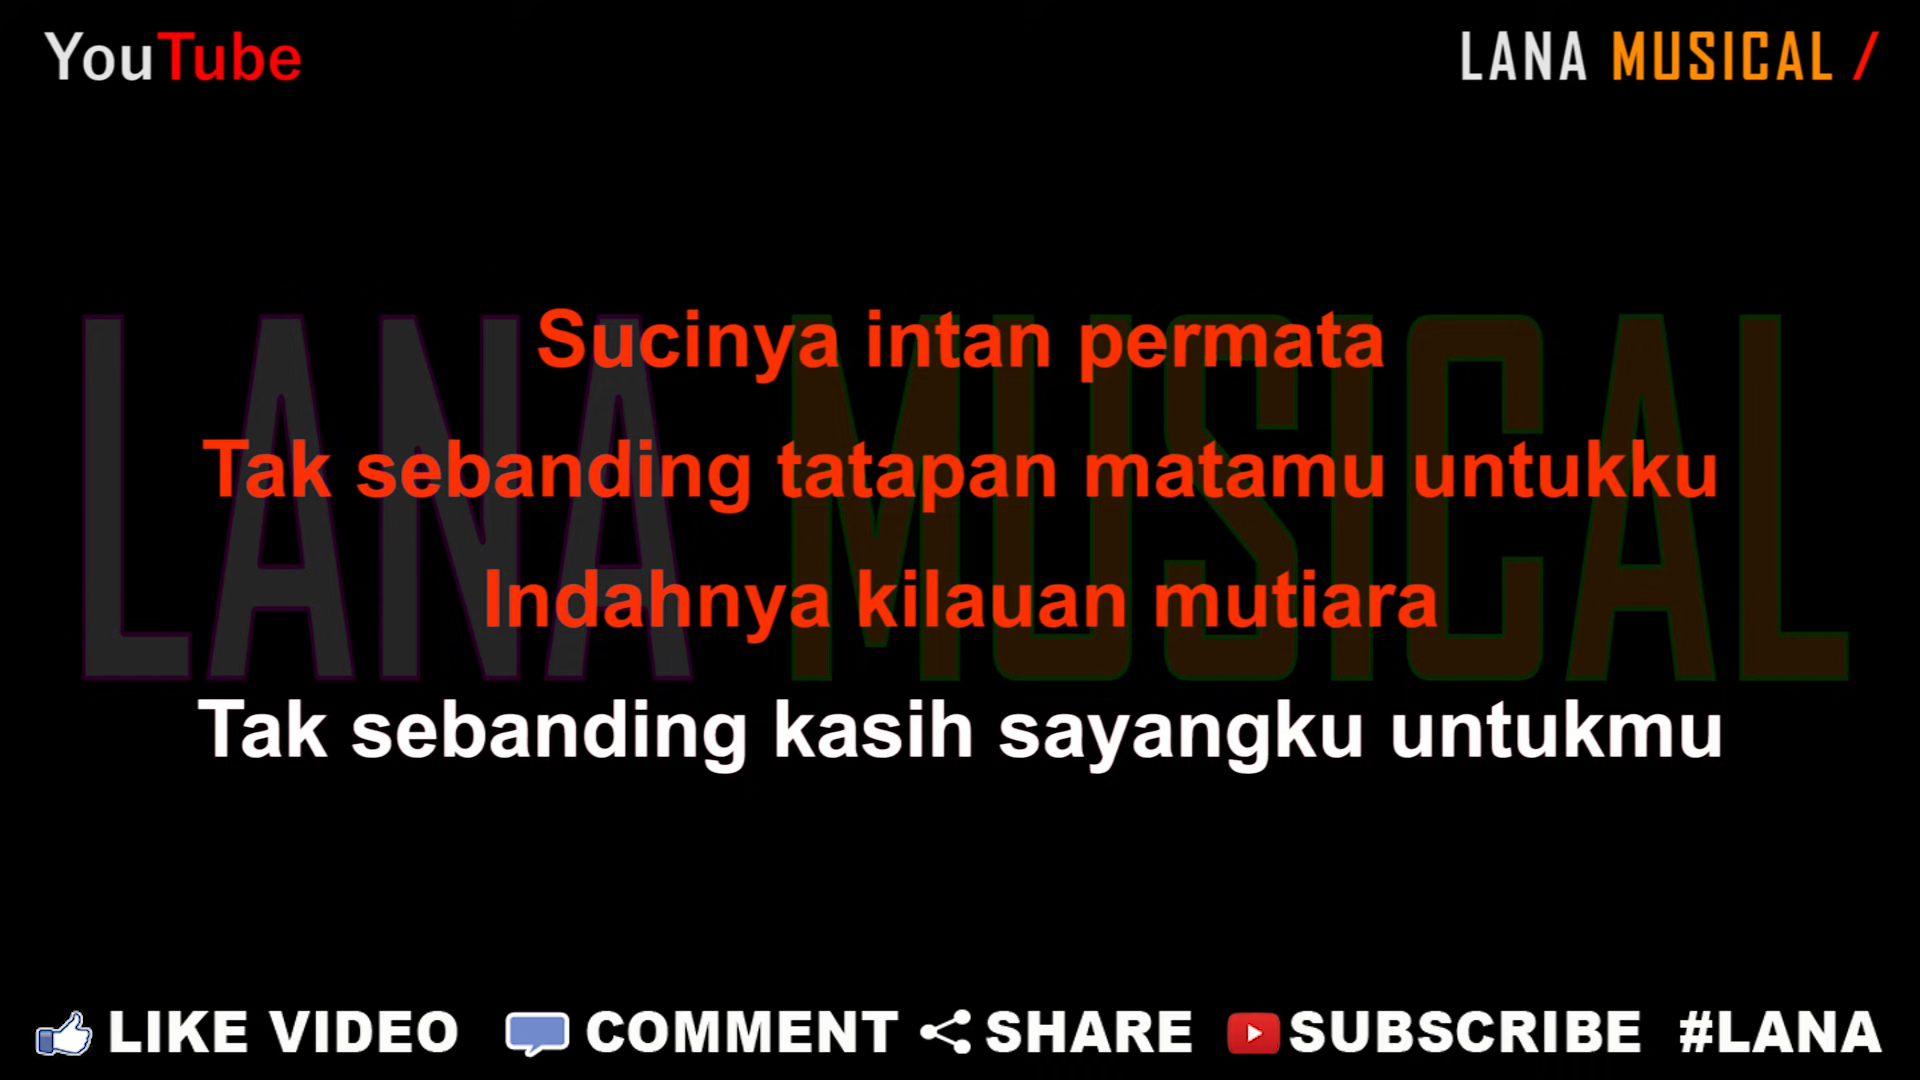 YouTube
LANA MUSICAL /
LANA MUSICAL
Sucinya intan permata
Tak sebanding tatapan matamu untukku
Indahnya kilauan mutiara
Tak sebanding kasih sayangku untukmu
LIKE VIDEO COMMENT SHARE SUBSCRIBE #LANA